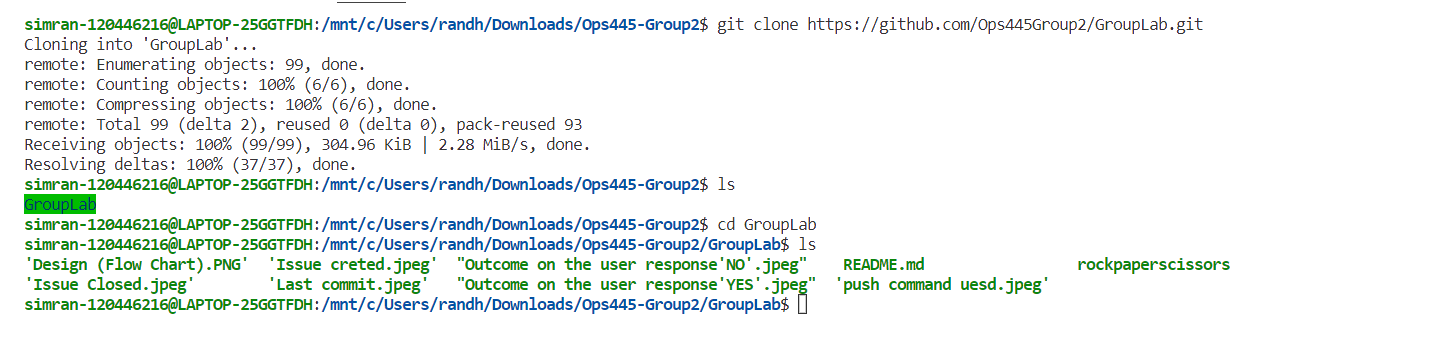 simran-120446216@LAPTOP-25GGTFDH:/mnt/c/Users/randh/Downloads/Ops445-Group2$ git clone https://github.com/Ops445Group2/GroupLab.git
Cloning into 'GroupLab'...
remote: Enumerating objects: 99, done.
remote: Counting objects: 100% (6/6), done.
remote: Compressing objects: 100% (6/6), done.
remote: Total 99 (delta 2), reused 0 (delta 0), pack-reused 93
Receiving objects: 100% (99/99), 304.96 KiB | 2.28 MiB/s, done.
Resolving deltas: 100% (37/37), done.
simran-120446216@LAPTOP-25GGTFDH:/mnt/c/Users/randh/Downloads/Ops445-Group2$ ls
GroupLab
simran-120446216@LAPTOP-25GGTFDH:/mnt/c/Users/randh/Downloads/Ops445-Group2$ cd GroupLab
simran-120446216@LAPTOP-25GGTFDH:/mnt/c/Users/randh/Downloads/Ops445-Group2/GroupLab$ ls
'Design (Flow Chart).PNG'  'Issue creted.jpeg'  "Outcome on the user response'NO'.jpeg"    README.md                 rockpaperscissors
'Issue Closed.jpeg'        'Last commit.jpeg'   "Outcome on the user response'YES'.jpeg"  'push command uesd.jpeg'
simran-120446216@LAPTOP-25GGTFDH:/mnt/c/Users/randh/Downloads/Ops445-Group2/GroupLab$